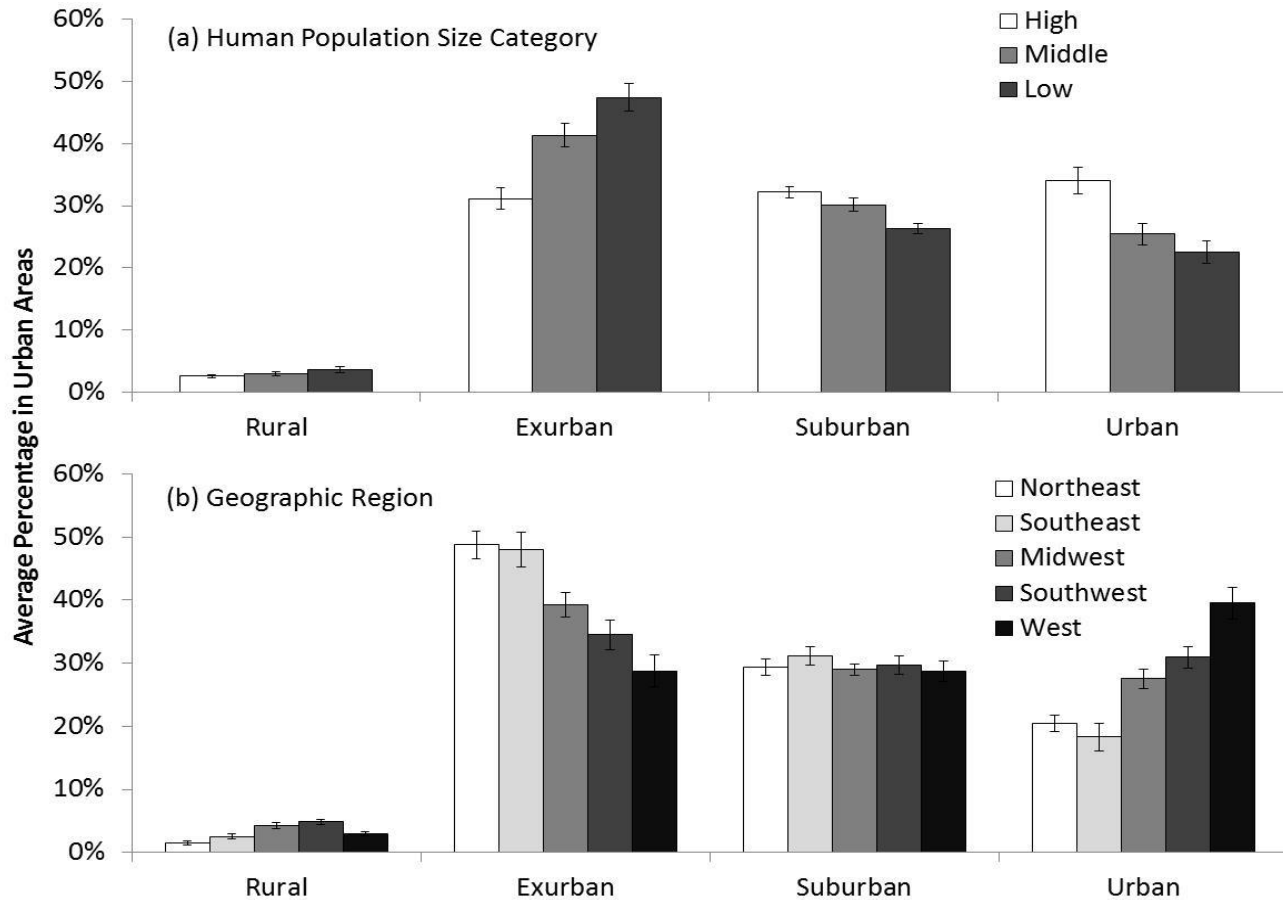 Average Percentage in Urban Areas
60%
(a) Human Population Size Category
High
Middle
Low
50%
40%
30%
20%
10%
0%
Rural Exurban Suburban Urban
60%
(b) Geographic Region
Northeast
Southeast
Midwest
Southwest
West
50%
40%
30%
20%
10%
0%
Rural Exurban Suburban Urban